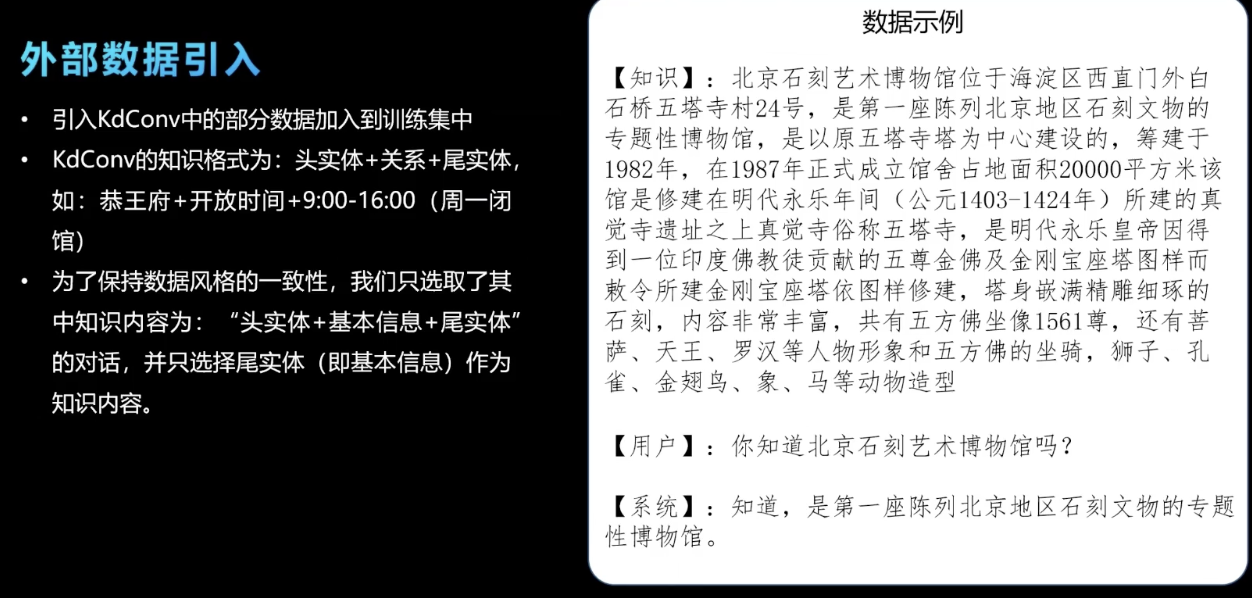 外部数据引入
• 引入KdConv中的部分数据加入到训练集中
• KdConv的知识格式为：头实体+关系+尾实体，
如：恭王府+开放时间+9:00-16:00（周一闭
馆）
• 为了保持数据风格的一致性，我们只选取了其
中知识内容为：“头实体+基本信息+尾实体”
的对话，并只选择尾实体（即基本信息）作为
知识内容。
数据示例
【知识】：北京石刻艺术博物馆位于海淀区西直门外白
石桥五塔寺村24号，是第一座陈列北京地区石刻文物的
专题性博物馆，是以原五塔寺塔为中心建设的，筹建于
1982年，在1987年正式成立馆舍占地面积20000平方米该
馆是修建在明代永乐年间（公元1403-1424年）所建的真
觉寺遗址之上真觉寺俗称五塔寺，是明代永乐皇帝因得
到一位印度佛教徒贡献的五尊金佛及金刚宝座塔图样而
敕令所建金刚宝座塔依图样修建，塔身嵌满精雕细琢的
石刻，内容非常丰富，共有五方佛坐像1561尊，还有菩
萨、天王、罗汉等人物形象和五方佛的坐骑，狮子、孔
雀、金翅鸟、象、马等动物造型
【用户】：你知道北京石刻艺术博物馆吗？
【系统】：知道，是第一座陈列北京地区石刻文物的专题
性博物馆。